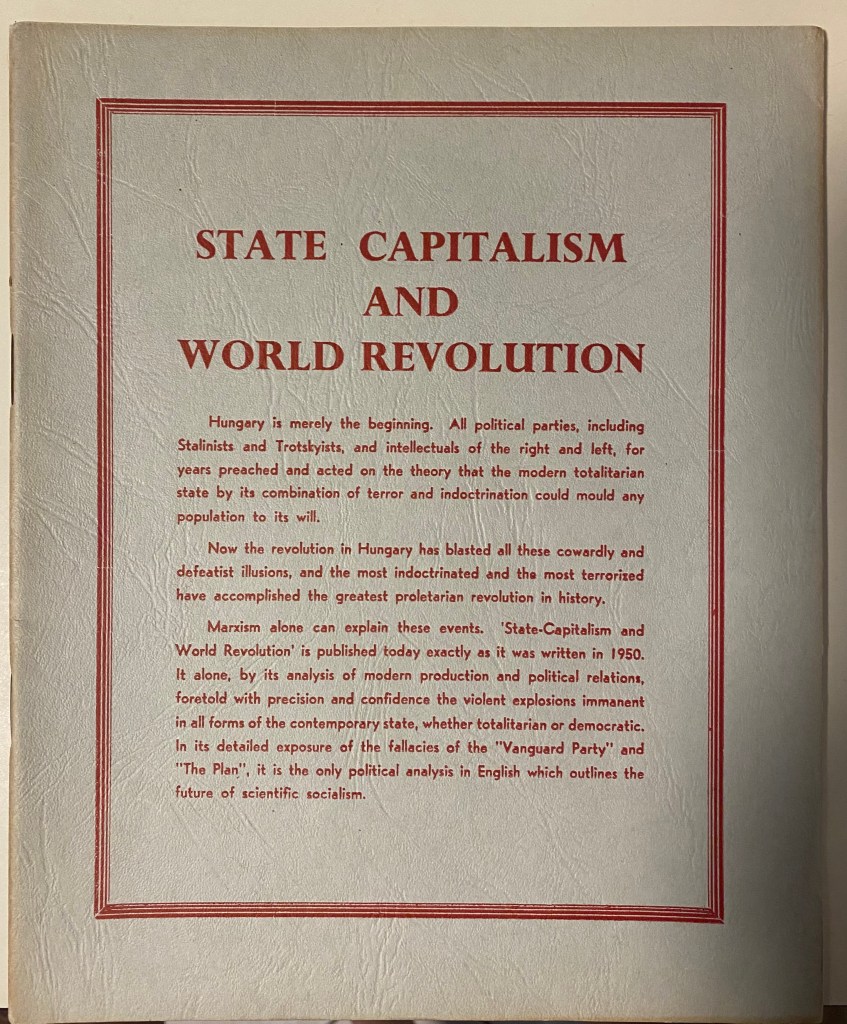 STATE CAPITALISM
AND
WORLD REVOLUTION
Hungary is merely the beginning. All political parties, including
Stalinists and Trotskyists, and intellectuals of the right and left, for
years preached and acted on the theory that the modern totalitarian
state by its combination of terror and indoctrination could mould any
population to its will.
Now the revolution in Hungary has blasted all these cowardly and
defeatist illusions, and the most indoctrinated and the most terrorized
have accomplished the greatest proletarian revolution in history.
Marxism alone can explain these events. 'State-Capitalism and
World Revolution' is published today exactly as it was written in 1950.
It alone, by its analysis of modern production and political relations,
foretold with precision and confidence the violent explosions immanent
in all forms of the contemporary state, whether totalitarian or democratic.
In its detailed exposure of the fallacies of the "Vanguard Party" and
"The Plan", it is the only political analysis in English which outlines the
future of scientific socialism.